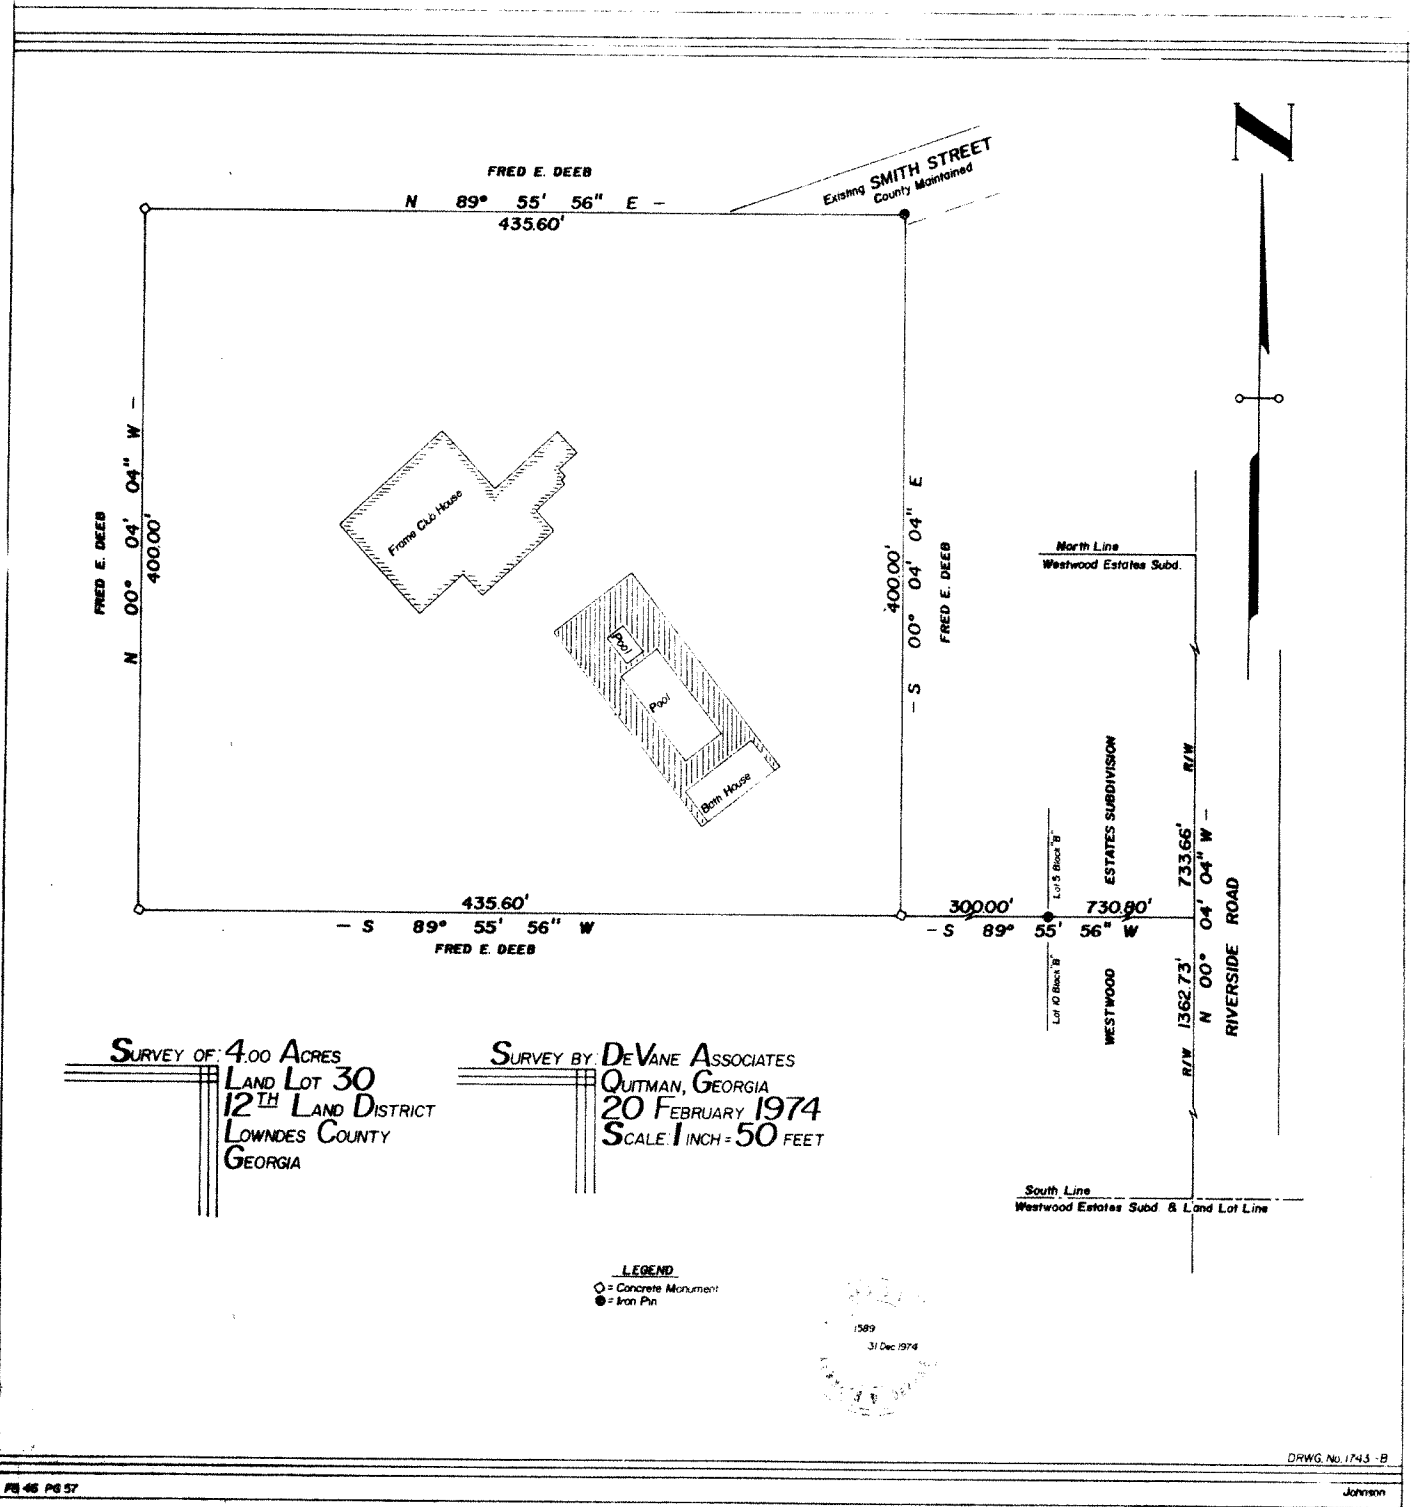 FRED E. DEEB
N 89° 55' 56" E -
435.60'
Existing SMITH STREET
County Maintained
FRED E. DEEB
N 00° 04' 04" W -
400.00'
Frame Club House
Pool
Pool
Bath House
400.00'
- S 00° 04' 04" E
FRED E. DEEB
N
North Line
Westwood Estates Subd.
WESTWOOD ESTATES SUBDIVISION
R/W 733.66'
R/W 1362.73'
N 00° 04' 04" W -
RIVERSIDE ROAD
Lot 5 Block "B"
Lot 10 Block "B"
300.00' 730.80'
- S 89° 55' 56" W
435.60'
- S 89° 55' 56" W
FRED E. DEEB
SURVEY OF: 4.00 ACRES
LAND LOT 30
12TH LAND DISTRICT
LOWNDES COUNTY
GEORGIA
SURVEY BY: DEVANE ASSOCIATES
QUITMAN, GEORGIA
20 FEBRUARY 1974
SCALE: 1 INCH = 50 FEET
South Line
Westwood Estates Subd. & Land Lot Line
LEGEND
= Concrete Monument
= Iron Pin
1589
31 Dec 1974
DRWG. No. 1743 -B
PB 46 PG 57
Johnson